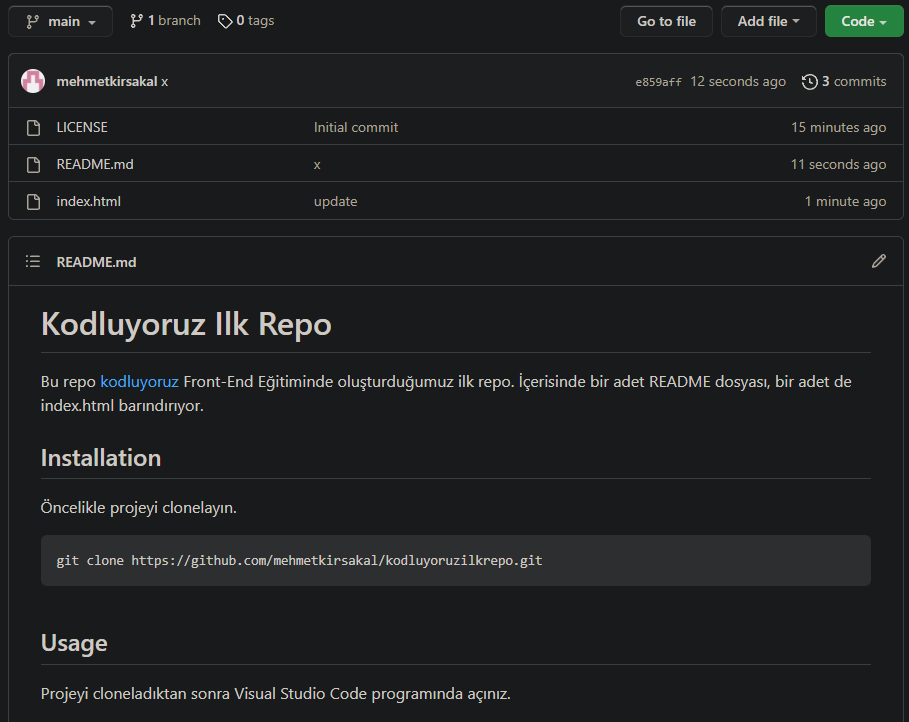 main
1 branch
0 tags
Go to file
Add file
Code
mehmetkirsakal x
e859aff 12 seconds ago
3 commits
LICENSE Initial commit 15 minutes ago
README.md x 11 seconds ago
index.html update 1 minute ago
README.md
Kodluyoruz Ilk Repo
Bu repo kodluyoruz Front-End Eğitiminde oluşturduğumuz ilk repo. İçerisinde bir adet README dosyası, bir adet de
index.html barındırıyor.
Installation
Öncelikle projeyi clonelayın.
git clone https://github.com/mehmetkirsakal/kodluyoruzilkrepo.git
Usage
Projeyi cloneladıktan sonra Visual Studio Code programında açınız.